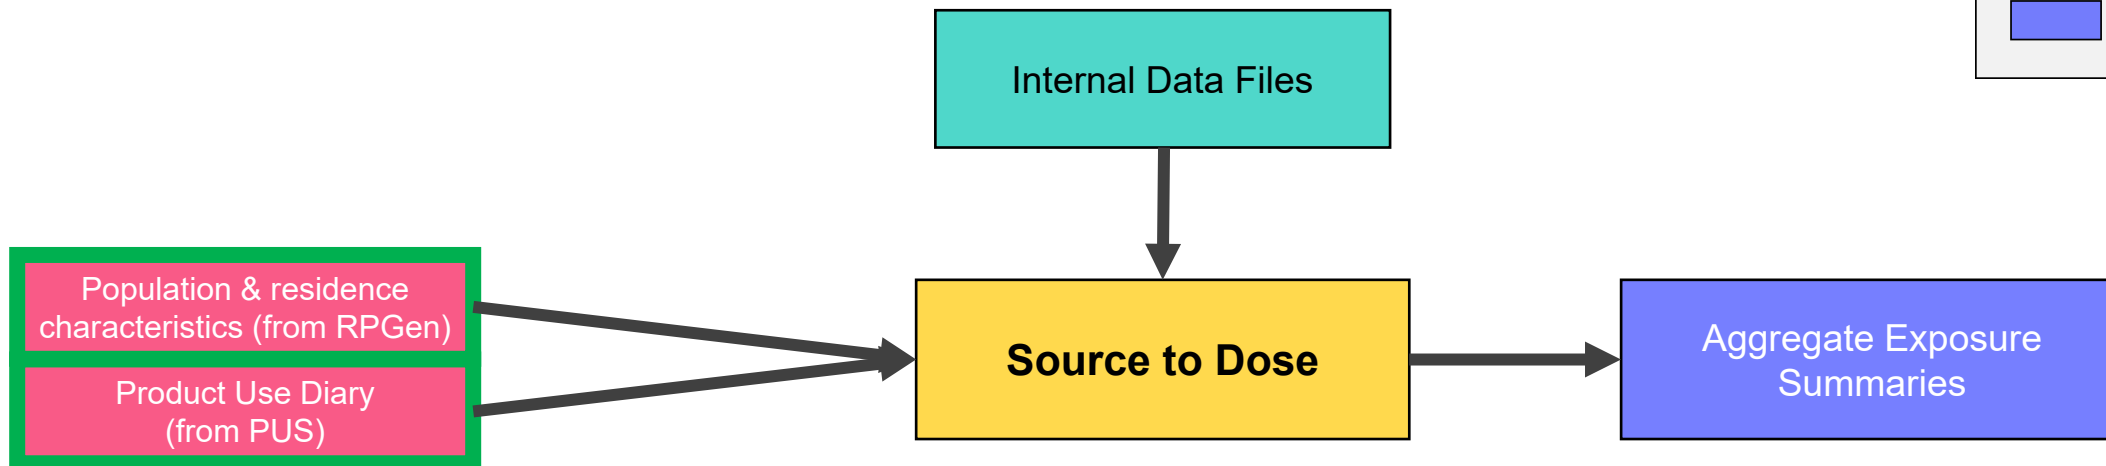 Internal Data Files
Population & residence
characteristics (from RPGen)
Product Use Diary
(from PUS)
Source to Dose
Aggregate Exposure
Summaries